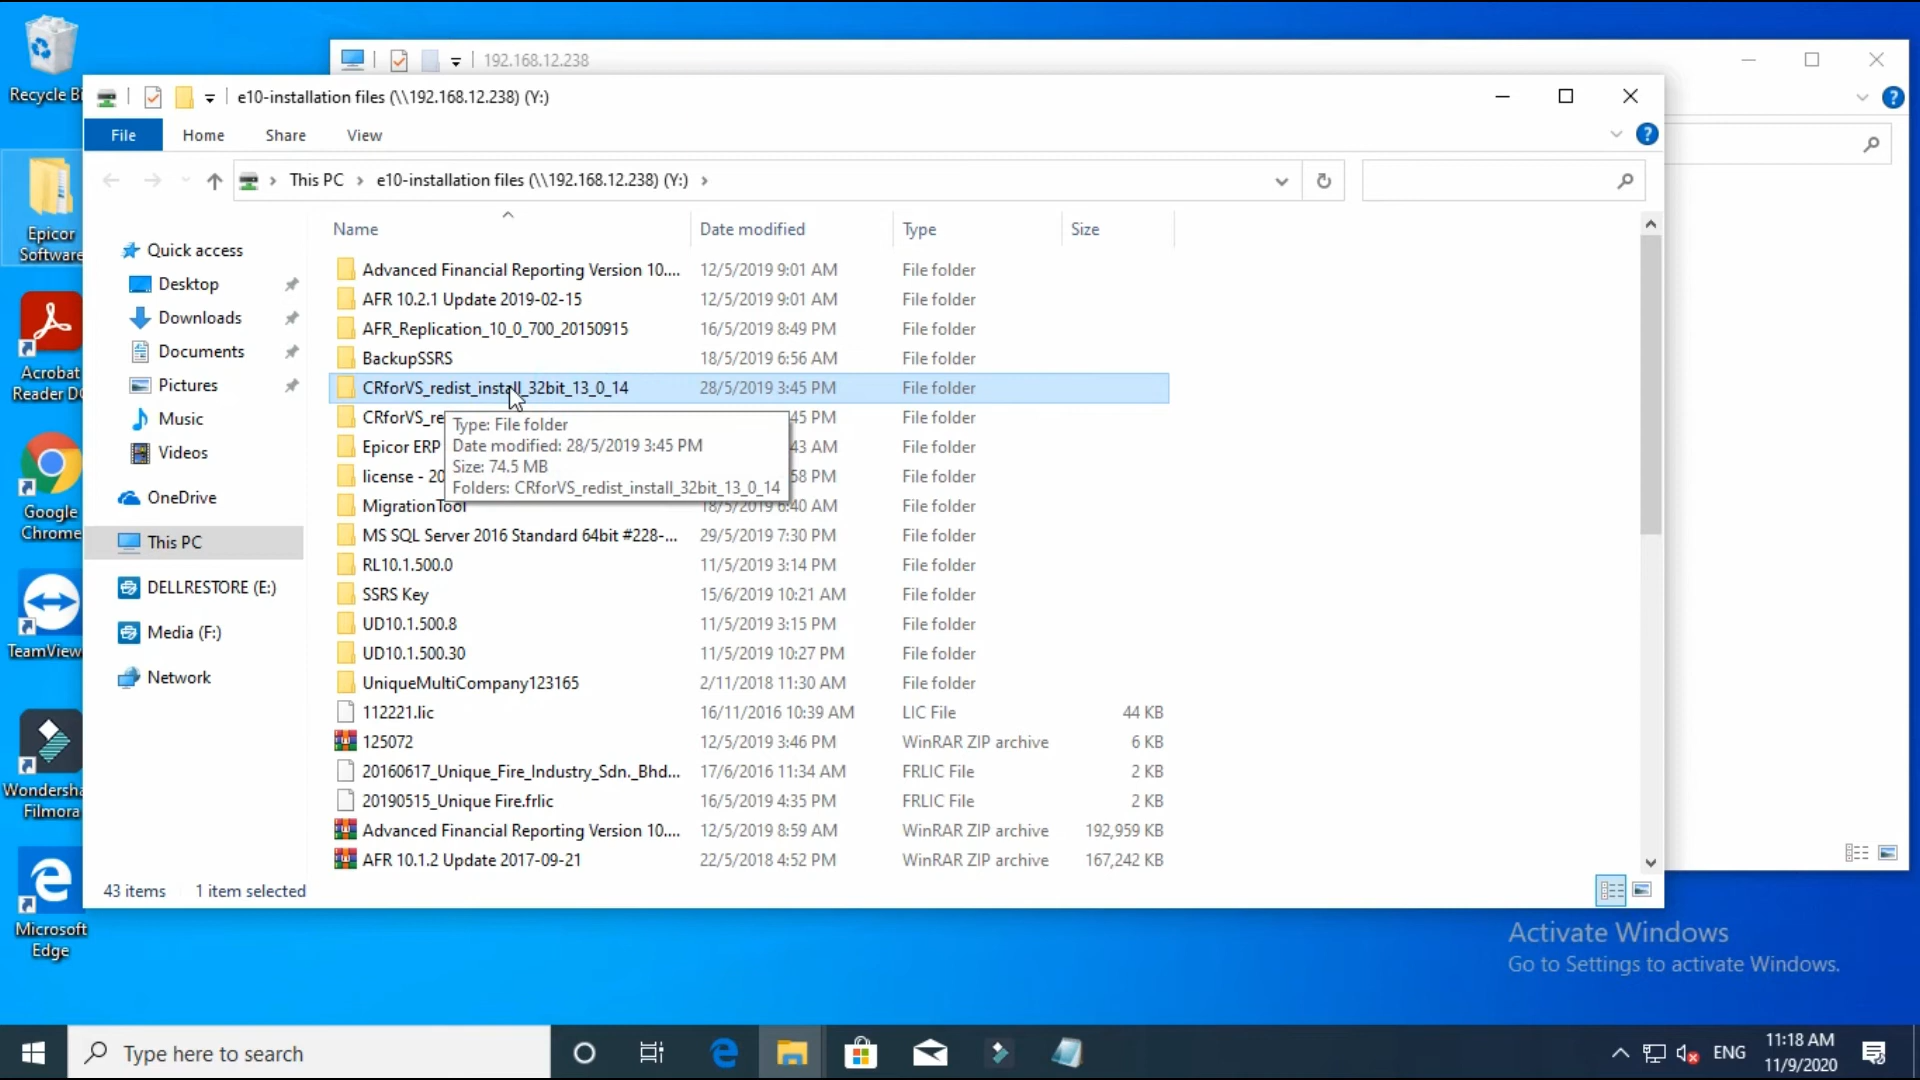 Recycle Bi
Epicor
Software
Acrobat
Reader DC
Google
Chrome
TeamView
Wondersha
Filmora
Microsoft
Edge
192.168.12.238
e10-installation files (\\192.168.12.238) (Y:)
File Home Share View
This PC > e10-installation files (\\192.168.12.238) (Y:) >
Quick access
Desktop
Downloads
Documents
Pictures
Music
Videos
OneDrive
This PC
DELLRESTORE (E:)
Media (F:)
Network
Name Date modified Type Size
Advanced Financial Reporting Version 10.... 12/5/2019 9:01 AM File folder
AFR 10.2.1 Update 2019-02-15 12/5/2019 9:01 AM File folder
AFR_Replication_10_0_700_20150915 16/5/2019 8:49 PM File folder
BackupSSRS 18/5/2019 6:56 AM File folder
CRforVS_redist_install_32bit_13_0_14 28/5/2019 3:45 PM File folder
CRforVS_re 45 PM File folder
Epicor ERP 43 AM File folder
license - 20 58 PM File folder
MigrationTool 18/5/2019 6:40 AM File folder
MS SQL Server 2016 Standard 64bit #228-... 29/5/2019 7:30 PM File folder
RL10.1.500.0 11/5/2019 3:14 PM File folder
SSRS Key 15/6/2019 10:21 AM File folder
UD10.1.500.8 11/5/2019 3:15 PM File folder
UD10.1.500.30 11/5/2019 10:27 PM File folder
UniqueMultiCompany123165 2/11/2018 11:30 AM File folder
112221.lic 16/11/2016 10:39 AM LIC File 44 KB
125072 12/5/2019 3:46 PM WinRAR ZIP archive 6 KB
20160617_Unique_Fire_Industry_Sdn._Bhd... 17/6/2016 11:34 AM FRLIC File 2 KB
20190515_Unique Fire.frlic 16/5/2019 4:35 PM FRLIC File 2 KB
Advanced Financial Reporting Version 10.... 12/5/2019 8:59 AM WinRAR ZIP archive 192,959 KB
AFR 10.1.2 Update 2017-09-21 22/5/2018 4:52 PM WinRAR ZIP archive 167,242 KB
Type: File folder
Date modified: 28/5/2019 3:45 PM
Size: 74.5 MB
Folders: CRforVS_redist_install_32bit_13_0_14
43 items 1 item selected
Activate Windows
Go to Settings to activate Windows.
Type here to search
ENG
11:18 AM
11/9/2020